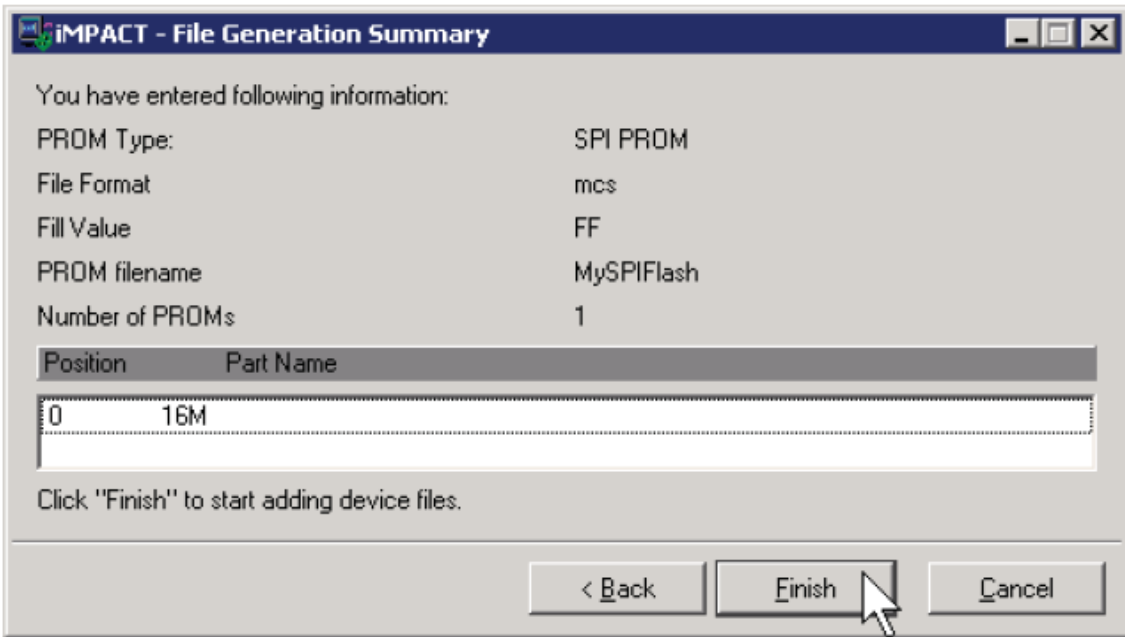 iMPACT - File Generation Summary
You have entered following information:
PROM Type: SPI PROM
File Format mcs
Fill Value FF
PROM filename MySPIFlash
Number of PROMs 1
Position Part Name
0 16M
Click "Finish" to start adding device files.
< Back Finish Cancel